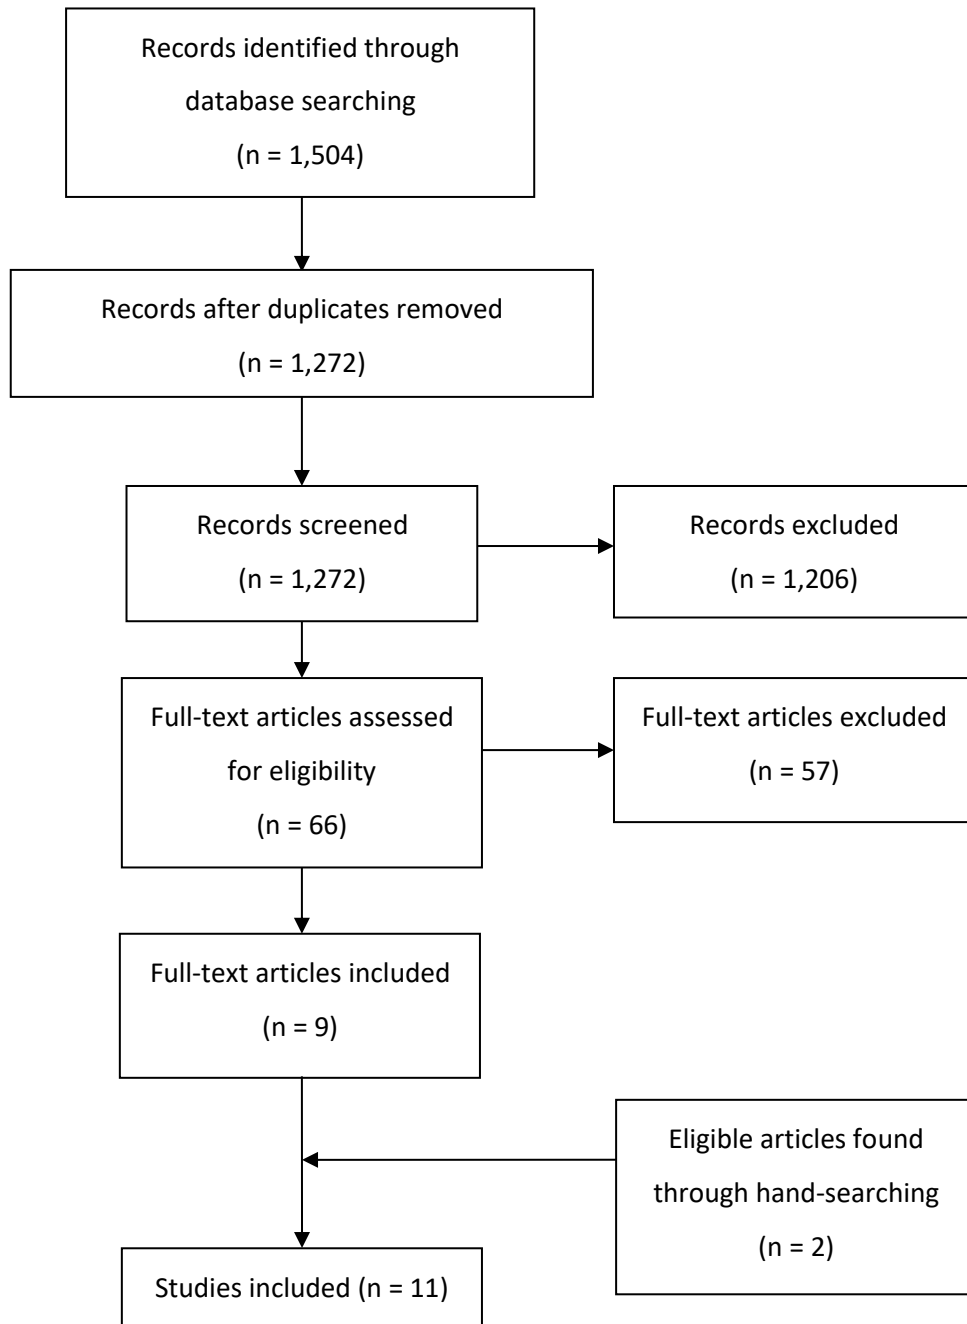 Records identified through
database searching
(n = 1,504)
Records after duplicates removed
(n = 1,272)
Records screened
(n = 1,272)
Records excluded
(n = 1,206)
Full-text articles assessed
for eligibility
(n = 66)
Full-text articles excluded
(n = 57)
Full-text articles included
(n = 9)
Eligible articles found
through hand-searching
(n = 2)
Studies included (n = 11)